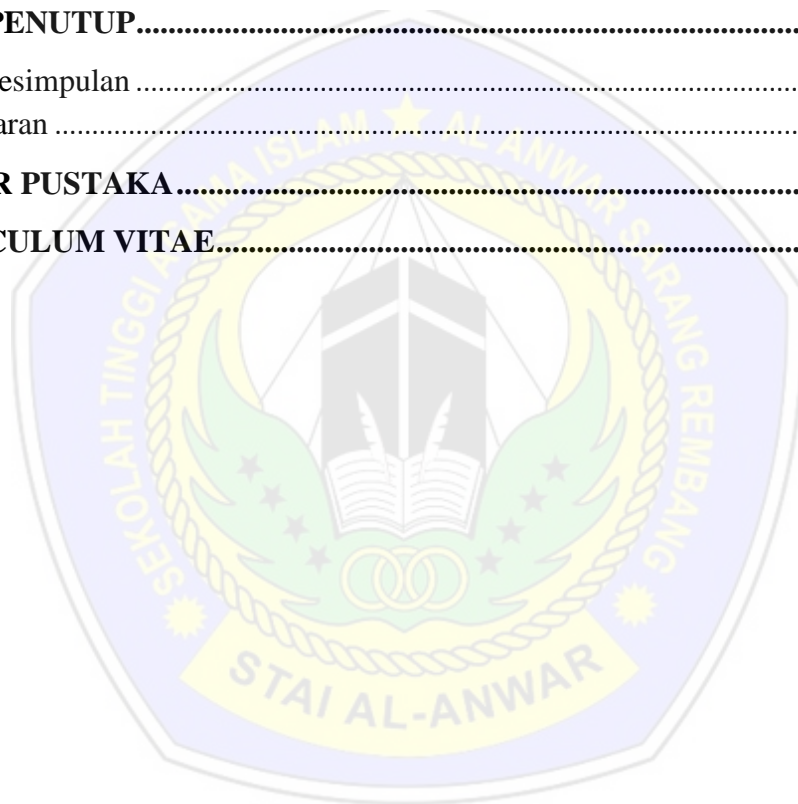 PENUTUP....................................................................................
esimpulan ....................................................................................
aran ....................................................................................
R PUSTAKA....................................................................................
CULUM VITAE....................................................................................
SEKOLAH TINGGI AGAMA ISLAM AL ANWAR SARANG REMBANG
STAI AL-ANWAR